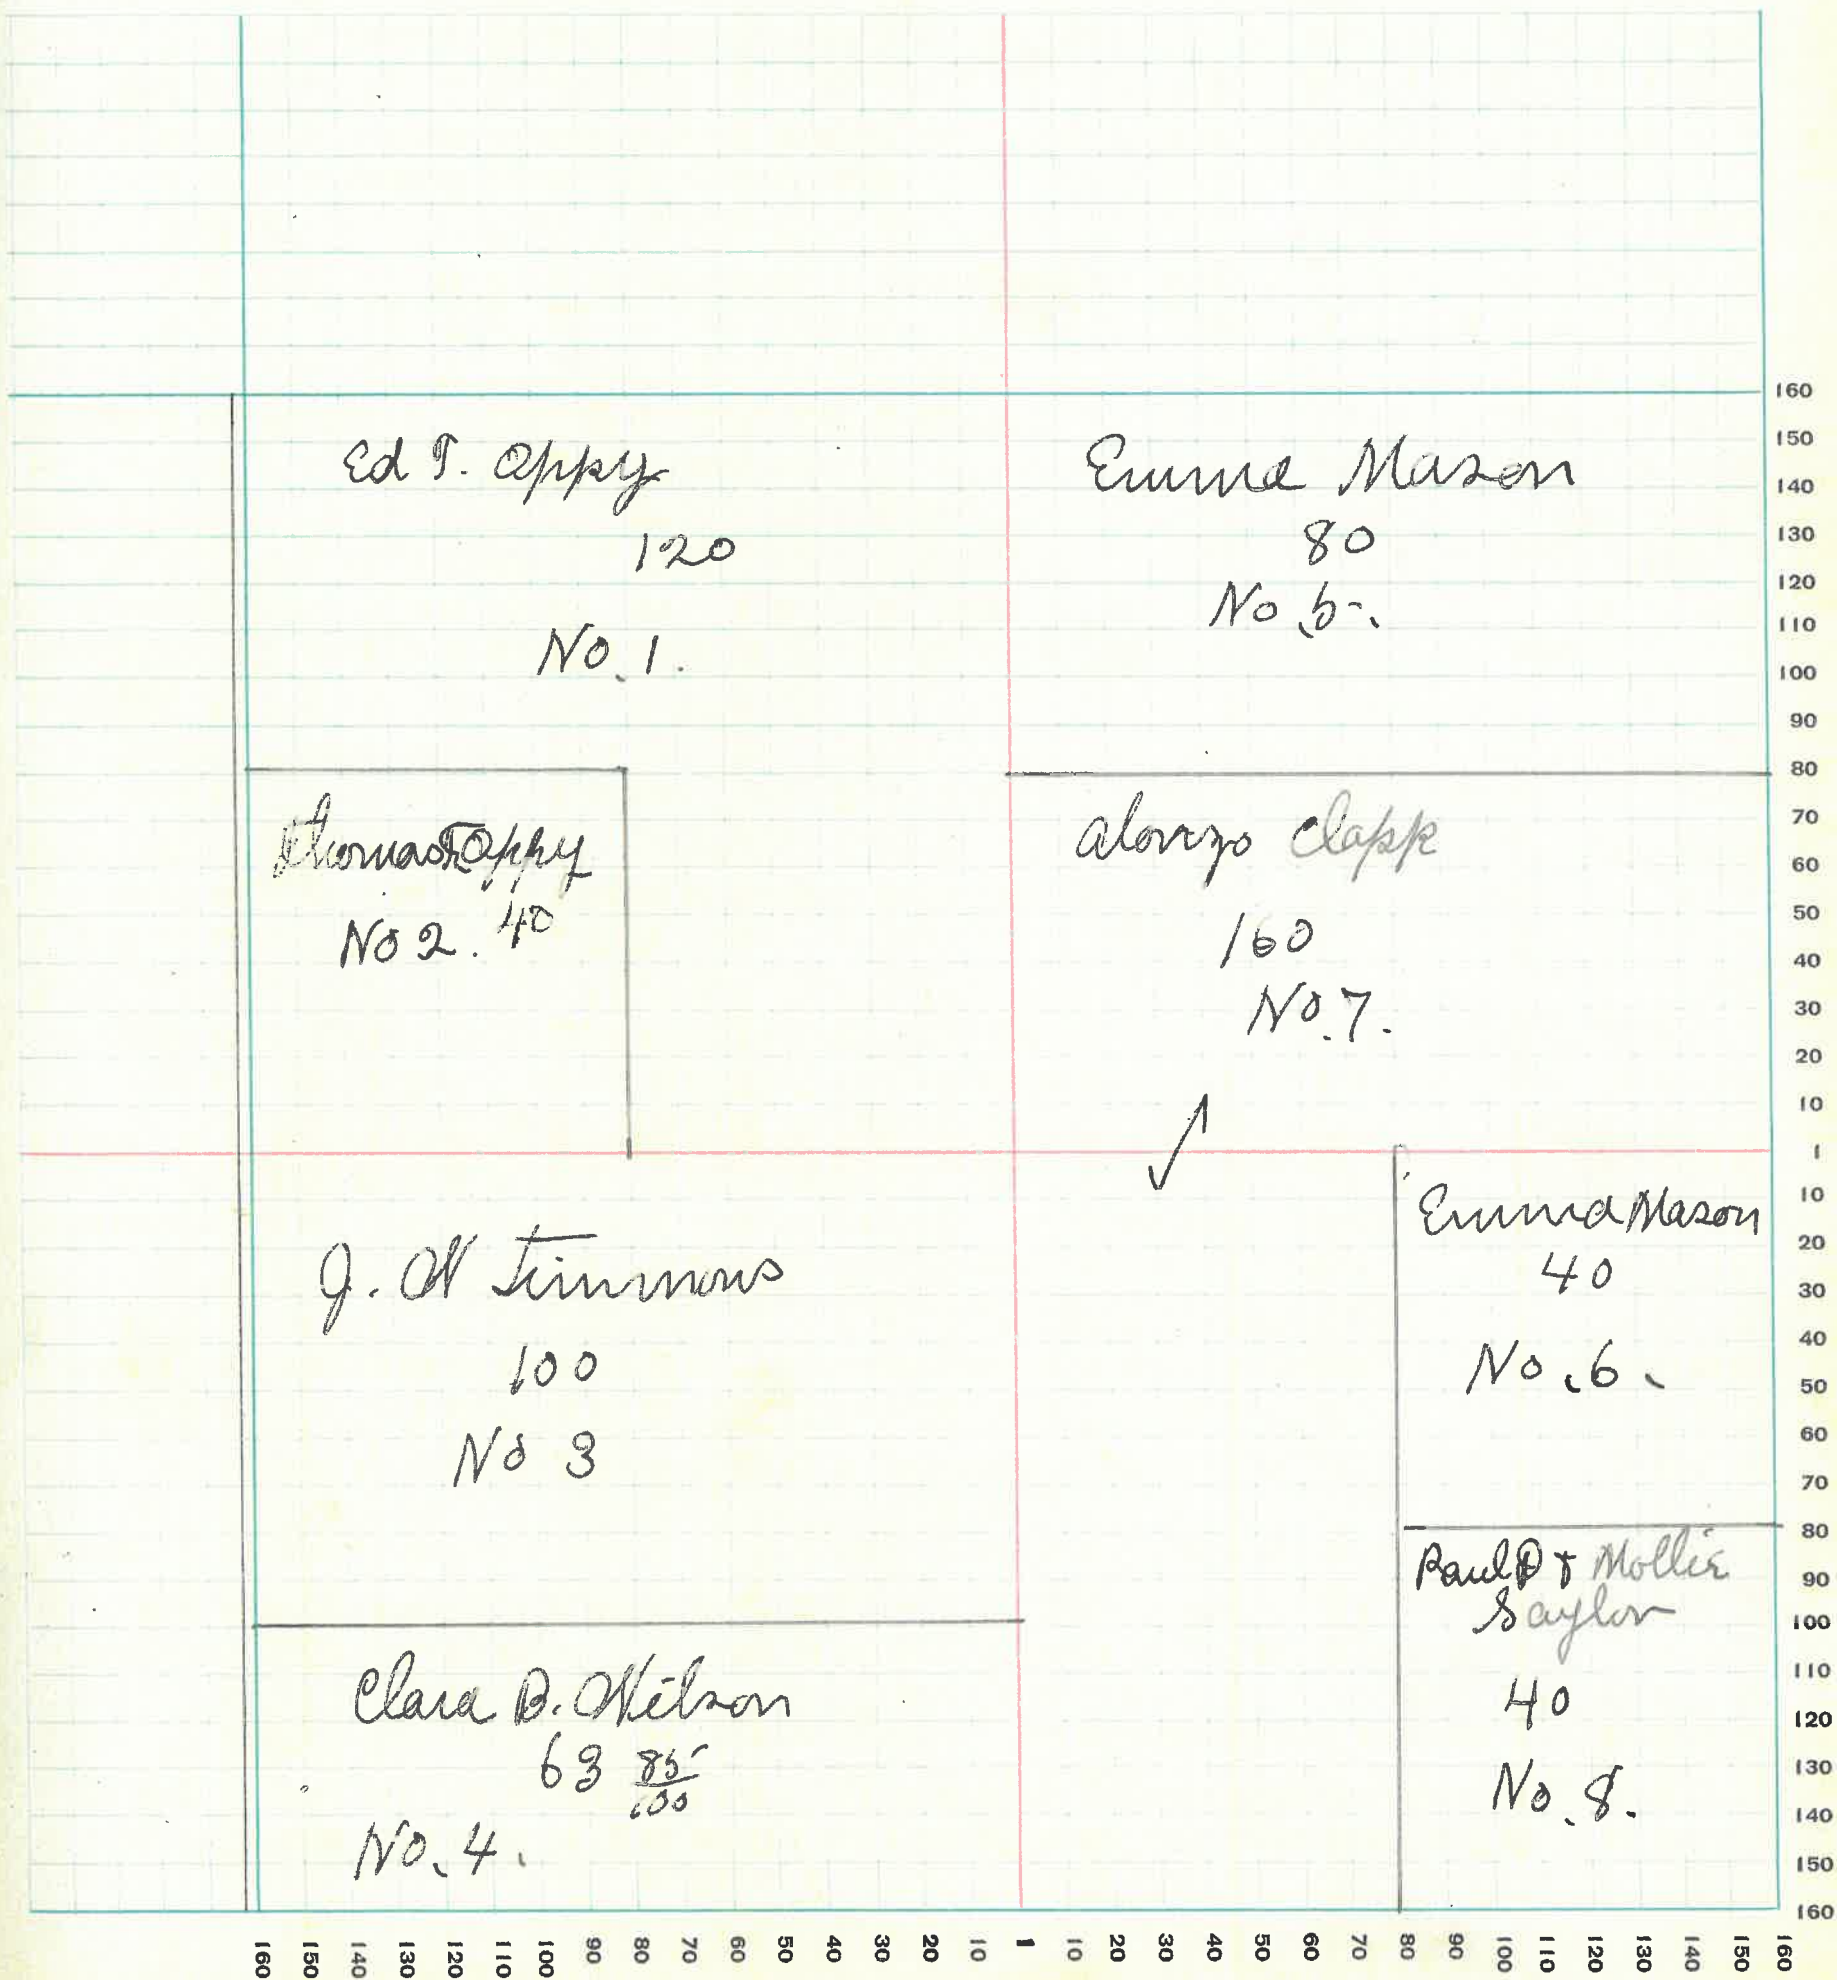 Ed T. Oppy
120
No. 1.
Emma Mason
80
No. 5.
Thomas T. Oppy
No 2. 40
Alonzo Clapp
160
No. 7.
J. W Timmons
100
No 3
Emma Mason
40
No. 6.
Paul D & Mollie
Saylor
40
No. 8.
Clara B. Wilson
63 85/100
No. 4.
160
150
140
130
120
110
100
90
80
70
60
50
40
30
20
10
1
10
20
30
40
50
60
70
80
90
100
110
120
130
140
150
160
160 150 140 130 120 110 100 90 80 70 60 50 40 30 20 10 1 10 20 30 40 50 60 70 80 90 100 110 120 130 140 150 160